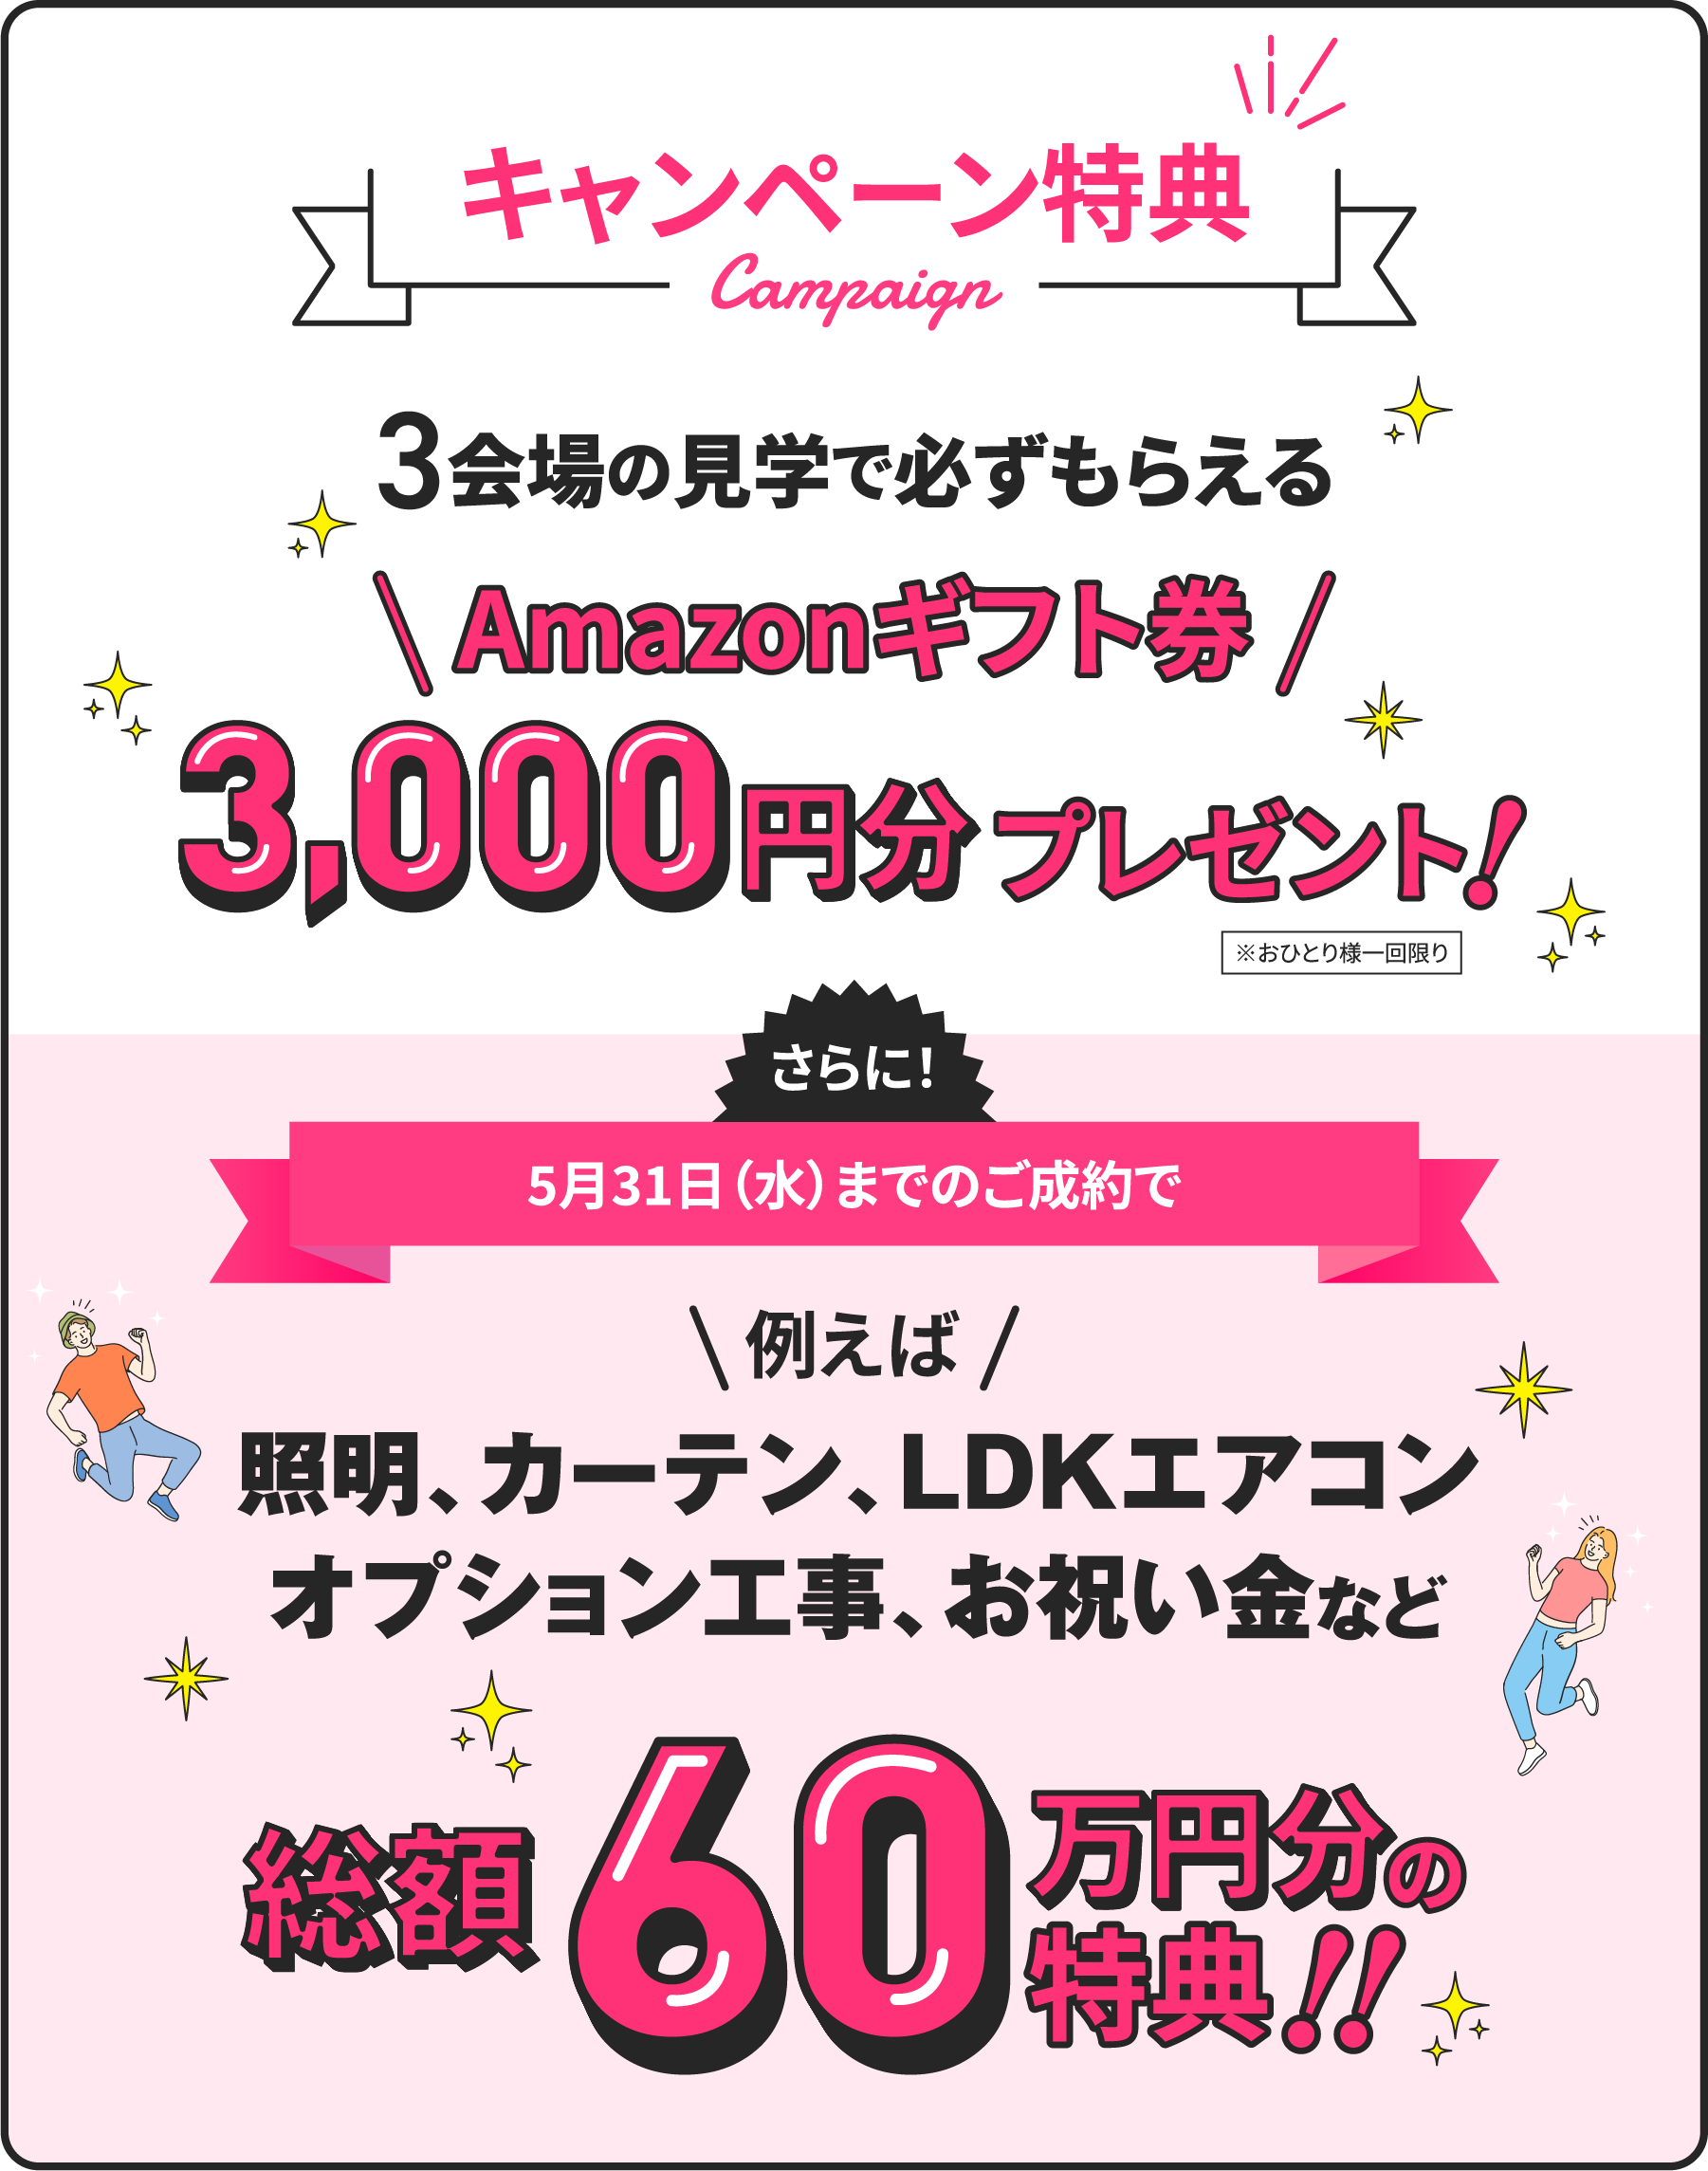 キャンペーン特典
Campaign
3会場の見学で必ずもらえる
Amazonギフト券
3,000円分プレゼント!
※おひとり様一回限り
さらに!
5月31日(水)までのご成約で
例えば
照明、カーテン、LDKエアコン
オプション工事、お祝い金など
総額60万円分の
特典!!